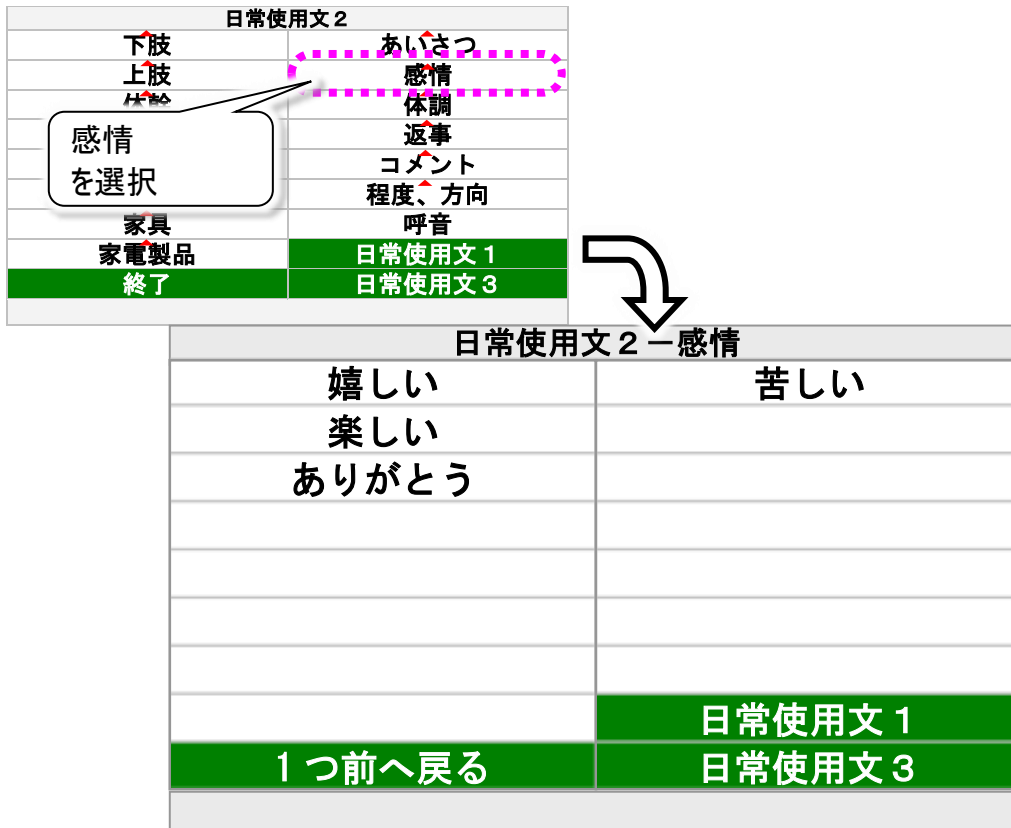 日常使用文２
下肢
あいさつ
上肢
感情
体幹
体調
返事
コメント
程度、方向
家具
呼音
家電製品
日常使用文１
終了
日常使用文３
感情
を選択
日常使用文２－感情
嬉しい
苦しい
楽しい
ありがとう
日常使用文１
１つ前へ戻る
日常使用文３